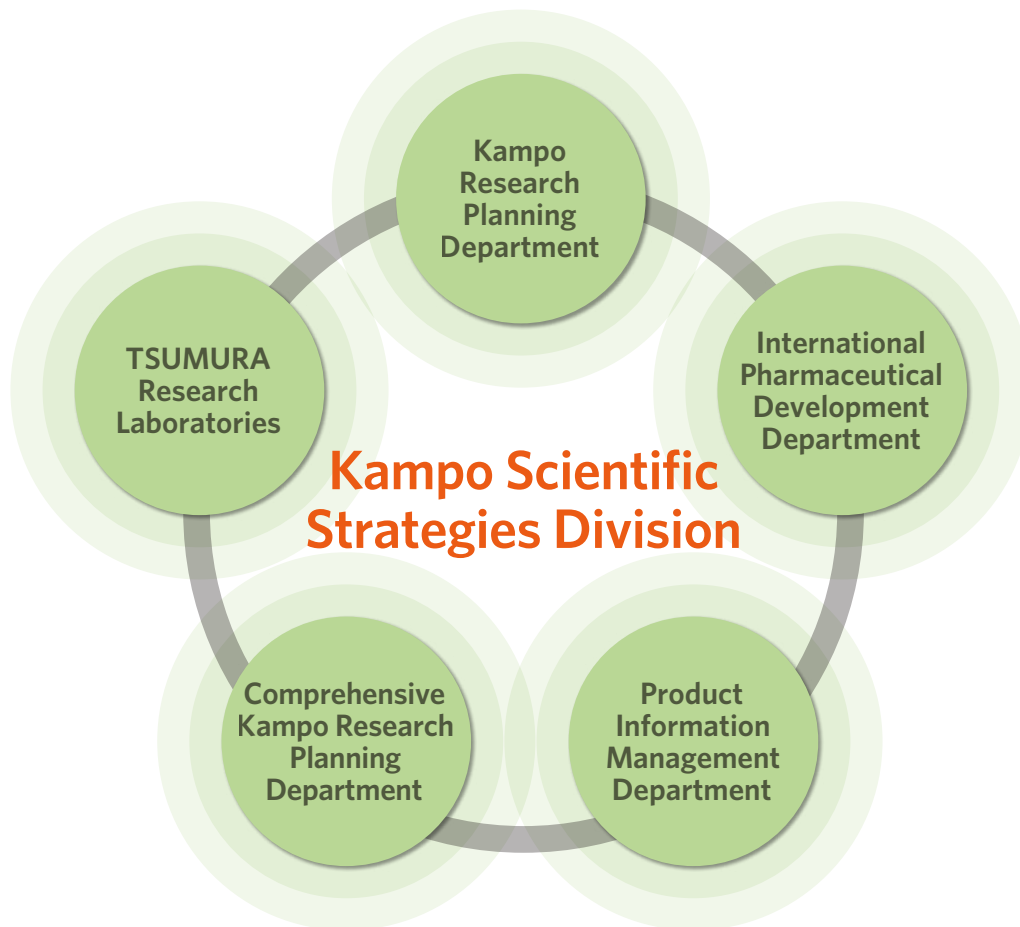 Kampo
Research
Planning
Department
International
Pharmaceutical
Development
Department
TSUMURA
Research
Laboratories
Kampo Scientific
Strategies Division
Comprehensive
Kampo Research
Planning
Department
Product
Information
Management
Department